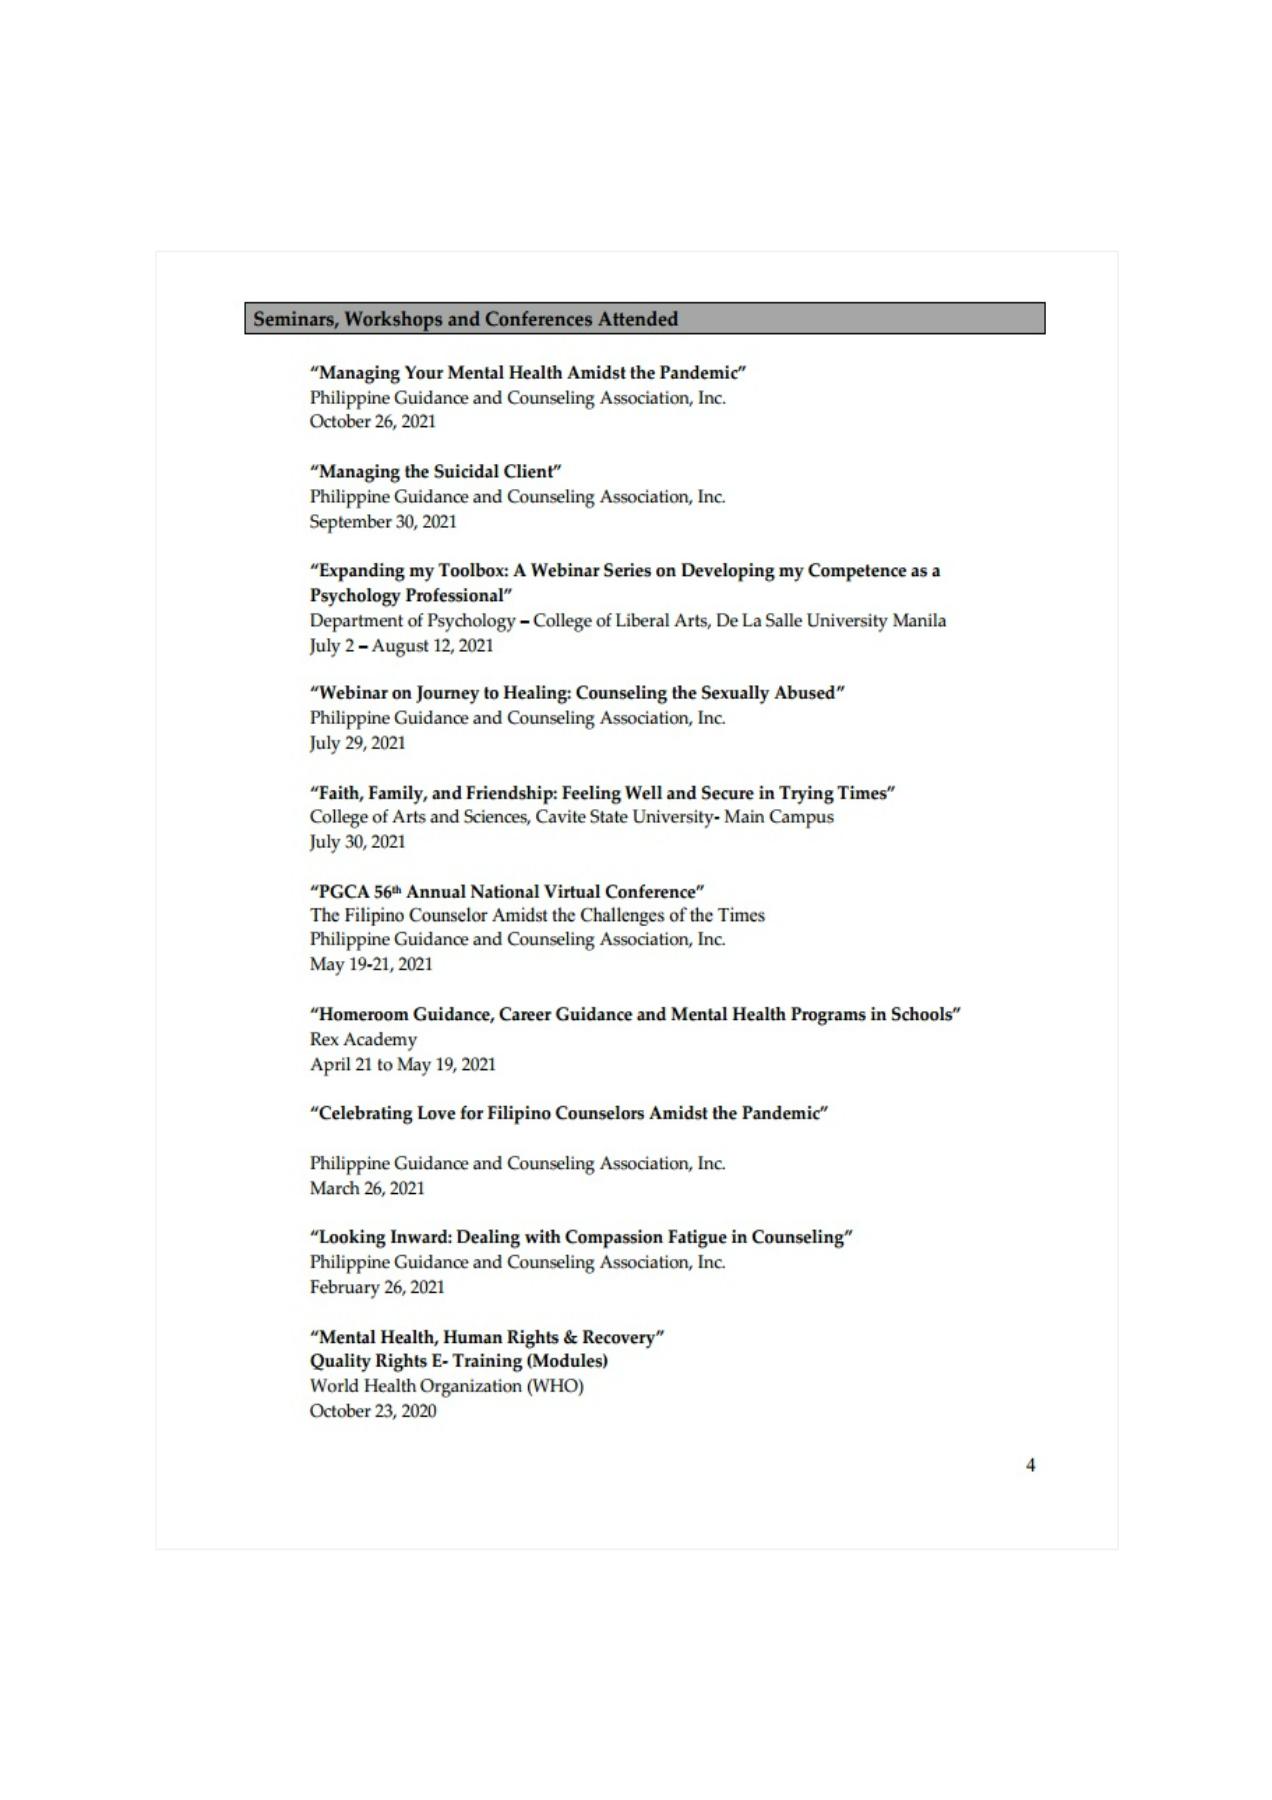 Seminars, Workshops and Conferences Attended
“Managing Your Mental Health Amidst the Pandemic”
Philippine Guidance and Counseling Association, Inc.
October 26, 2021
“Managing the Suicidal Client”
Philippine Guidance and Counseling Association, Inc.
September 30, 2021
“Expanding my Toolbox: A Webinar Series on Developing my Competence as a
Psychology Professional”
Department of Psychology – College of Liberal Arts, De La Salle University Manila
July 2 – August 12, 2021
“Webinar on Journey to Healing: Counseling the Sexually Abused”
Philippine Guidance and Counseling Association, Inc.
July 29, 2021
“Faith, Family, and Friendship: Feeling Well and Secure in Trying Times”
College of Arts and Sciences, Cavite State University- Main Campus
July 30, 2021
“PGCA 56th Annual National Virtual Conference”
The Filipino Counselor Amidst the Challenges of the Times
Philippine Guidance and Counseling Association, Inc.
May 19-21, 2021
“Homeroom Guidance, Career Guidance and Mental Health Programs in Schools”
Rex Academy
April 21 to May 19, 2021
“Celebrating Love for Filipino Counselors Amidst the Pandemic”
Philippine Guidance and Counseling Association, Inc.
March 26, 2021
“Looking Inward: Dealing with Compassion Fatigue in Counseling”
Philippine Guidance and Counseling Association, Inc.
February 26, 2021
“Mental Health, Human Rights & Recovery”
Quality Rights E- Training (Modules)
World Health Organization (WHO)
October 23, 2020
4